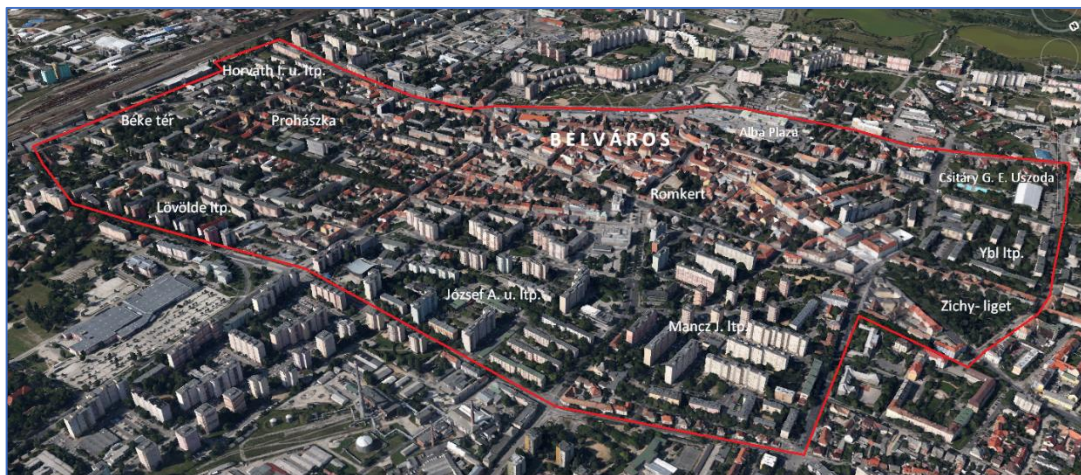 Horváth I. u. ltp.
Béke tér
Prohászka
BELVÁROS
Alba Plaza
Csitáry G. E. Uszoda
Romkert
Lövölde ltp.
Ybl ltp.
József A. u. ltp.
Zichy- liget
Mancz J. ltp.